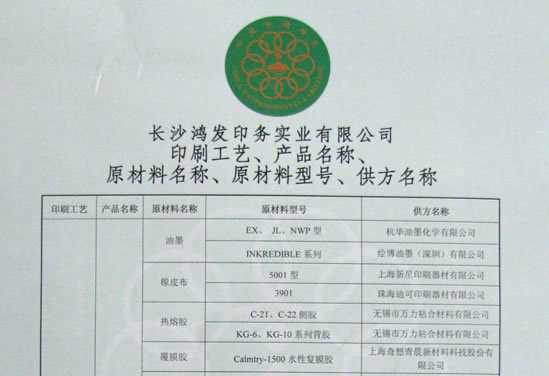 CHINA ENVIRONMENTAL LABELLING
长沙鸿发印务实业有限公司
印刷工艺、产品名称、
原材料名称、原材料型号、供方名称
印刷工艺 产品名称 原材料名称 原材料型号 供方名称
油墨 EX、 JL、NWP 型 杭华油墨化学有限公司
INKREDIBLE 系列 绘博油墨（深圳）有限公司
橡皮布 5001 型 上海新星印刷器材有限公司
3901 珠海迪可印刷器材有限公司
热熔胶 C-21、C-22 侧胶 无锡市万力粘合材料有限公司
KG-6、KG-10 系列背胶 无锡市万力粘合材料有限公司
覆膜胶 Calmtry-1500 水性复膜胶 上海奇想青晨新材料科技股份有
限公司